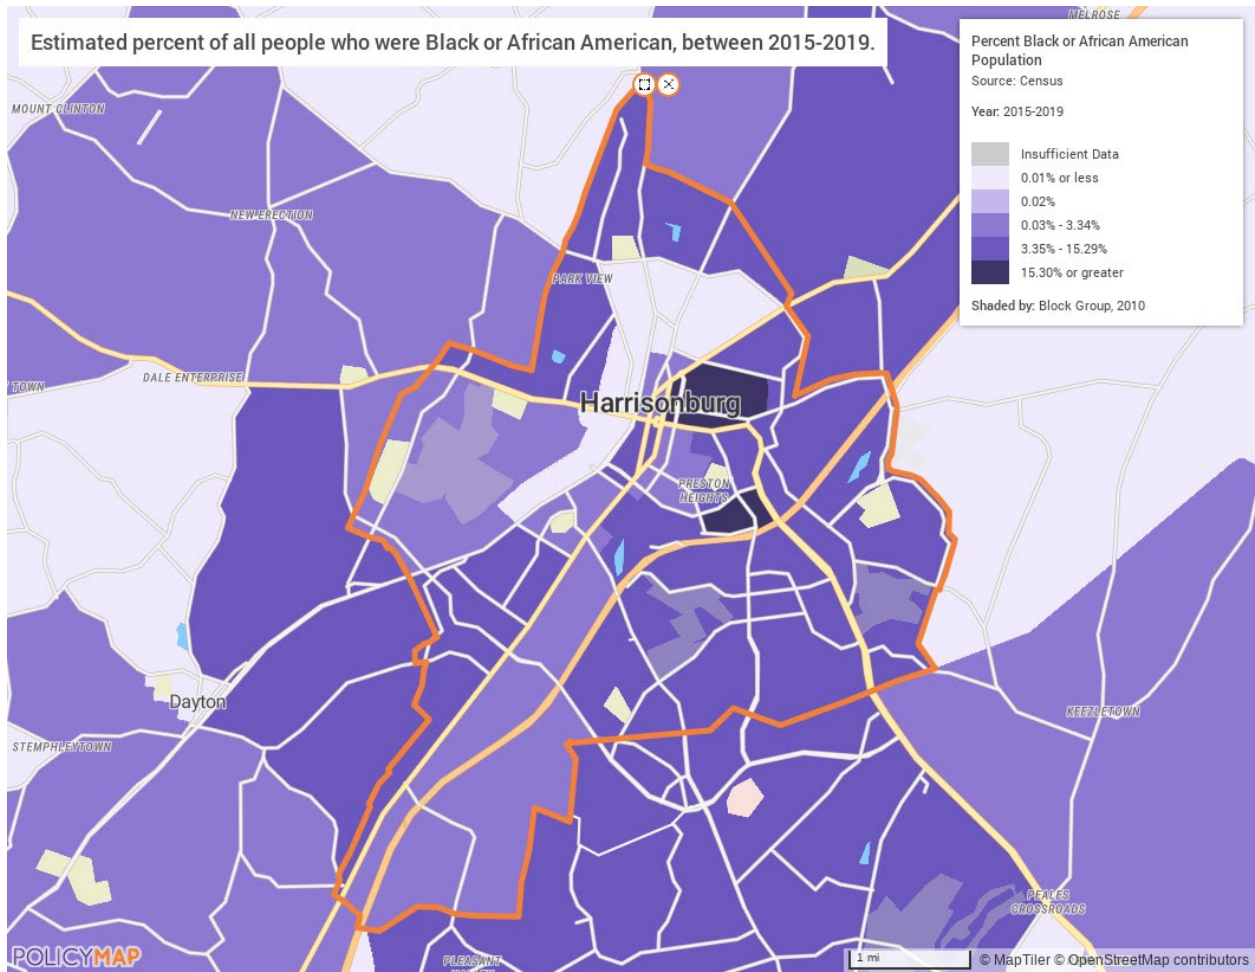 Estimated percent of all people who were Black or African American, between 2015-2019.
MELROSE
Percent Black or African American
Population
Source: Census
Year: 2015-2019
Insufficient Data
0.01% or less
0.02%
0.03% - 3.34%
3.35% - 15.29%
15.30% or greater
Shaded by: Block Group, 2010
MOUNT CLINTON
NEW ERECTION
PARK VIEW
DALE ENTERPRISE
TOWN
Harrisonburg
PRESTON
HEIGHTS
Dayton
STEMPHLEYTOWN
KEEZLETOWN
PEALES
CROSSROADS
PLEASANT
POLICYMAP
1 mi
© MapTiler © OpenStreetMap contributors